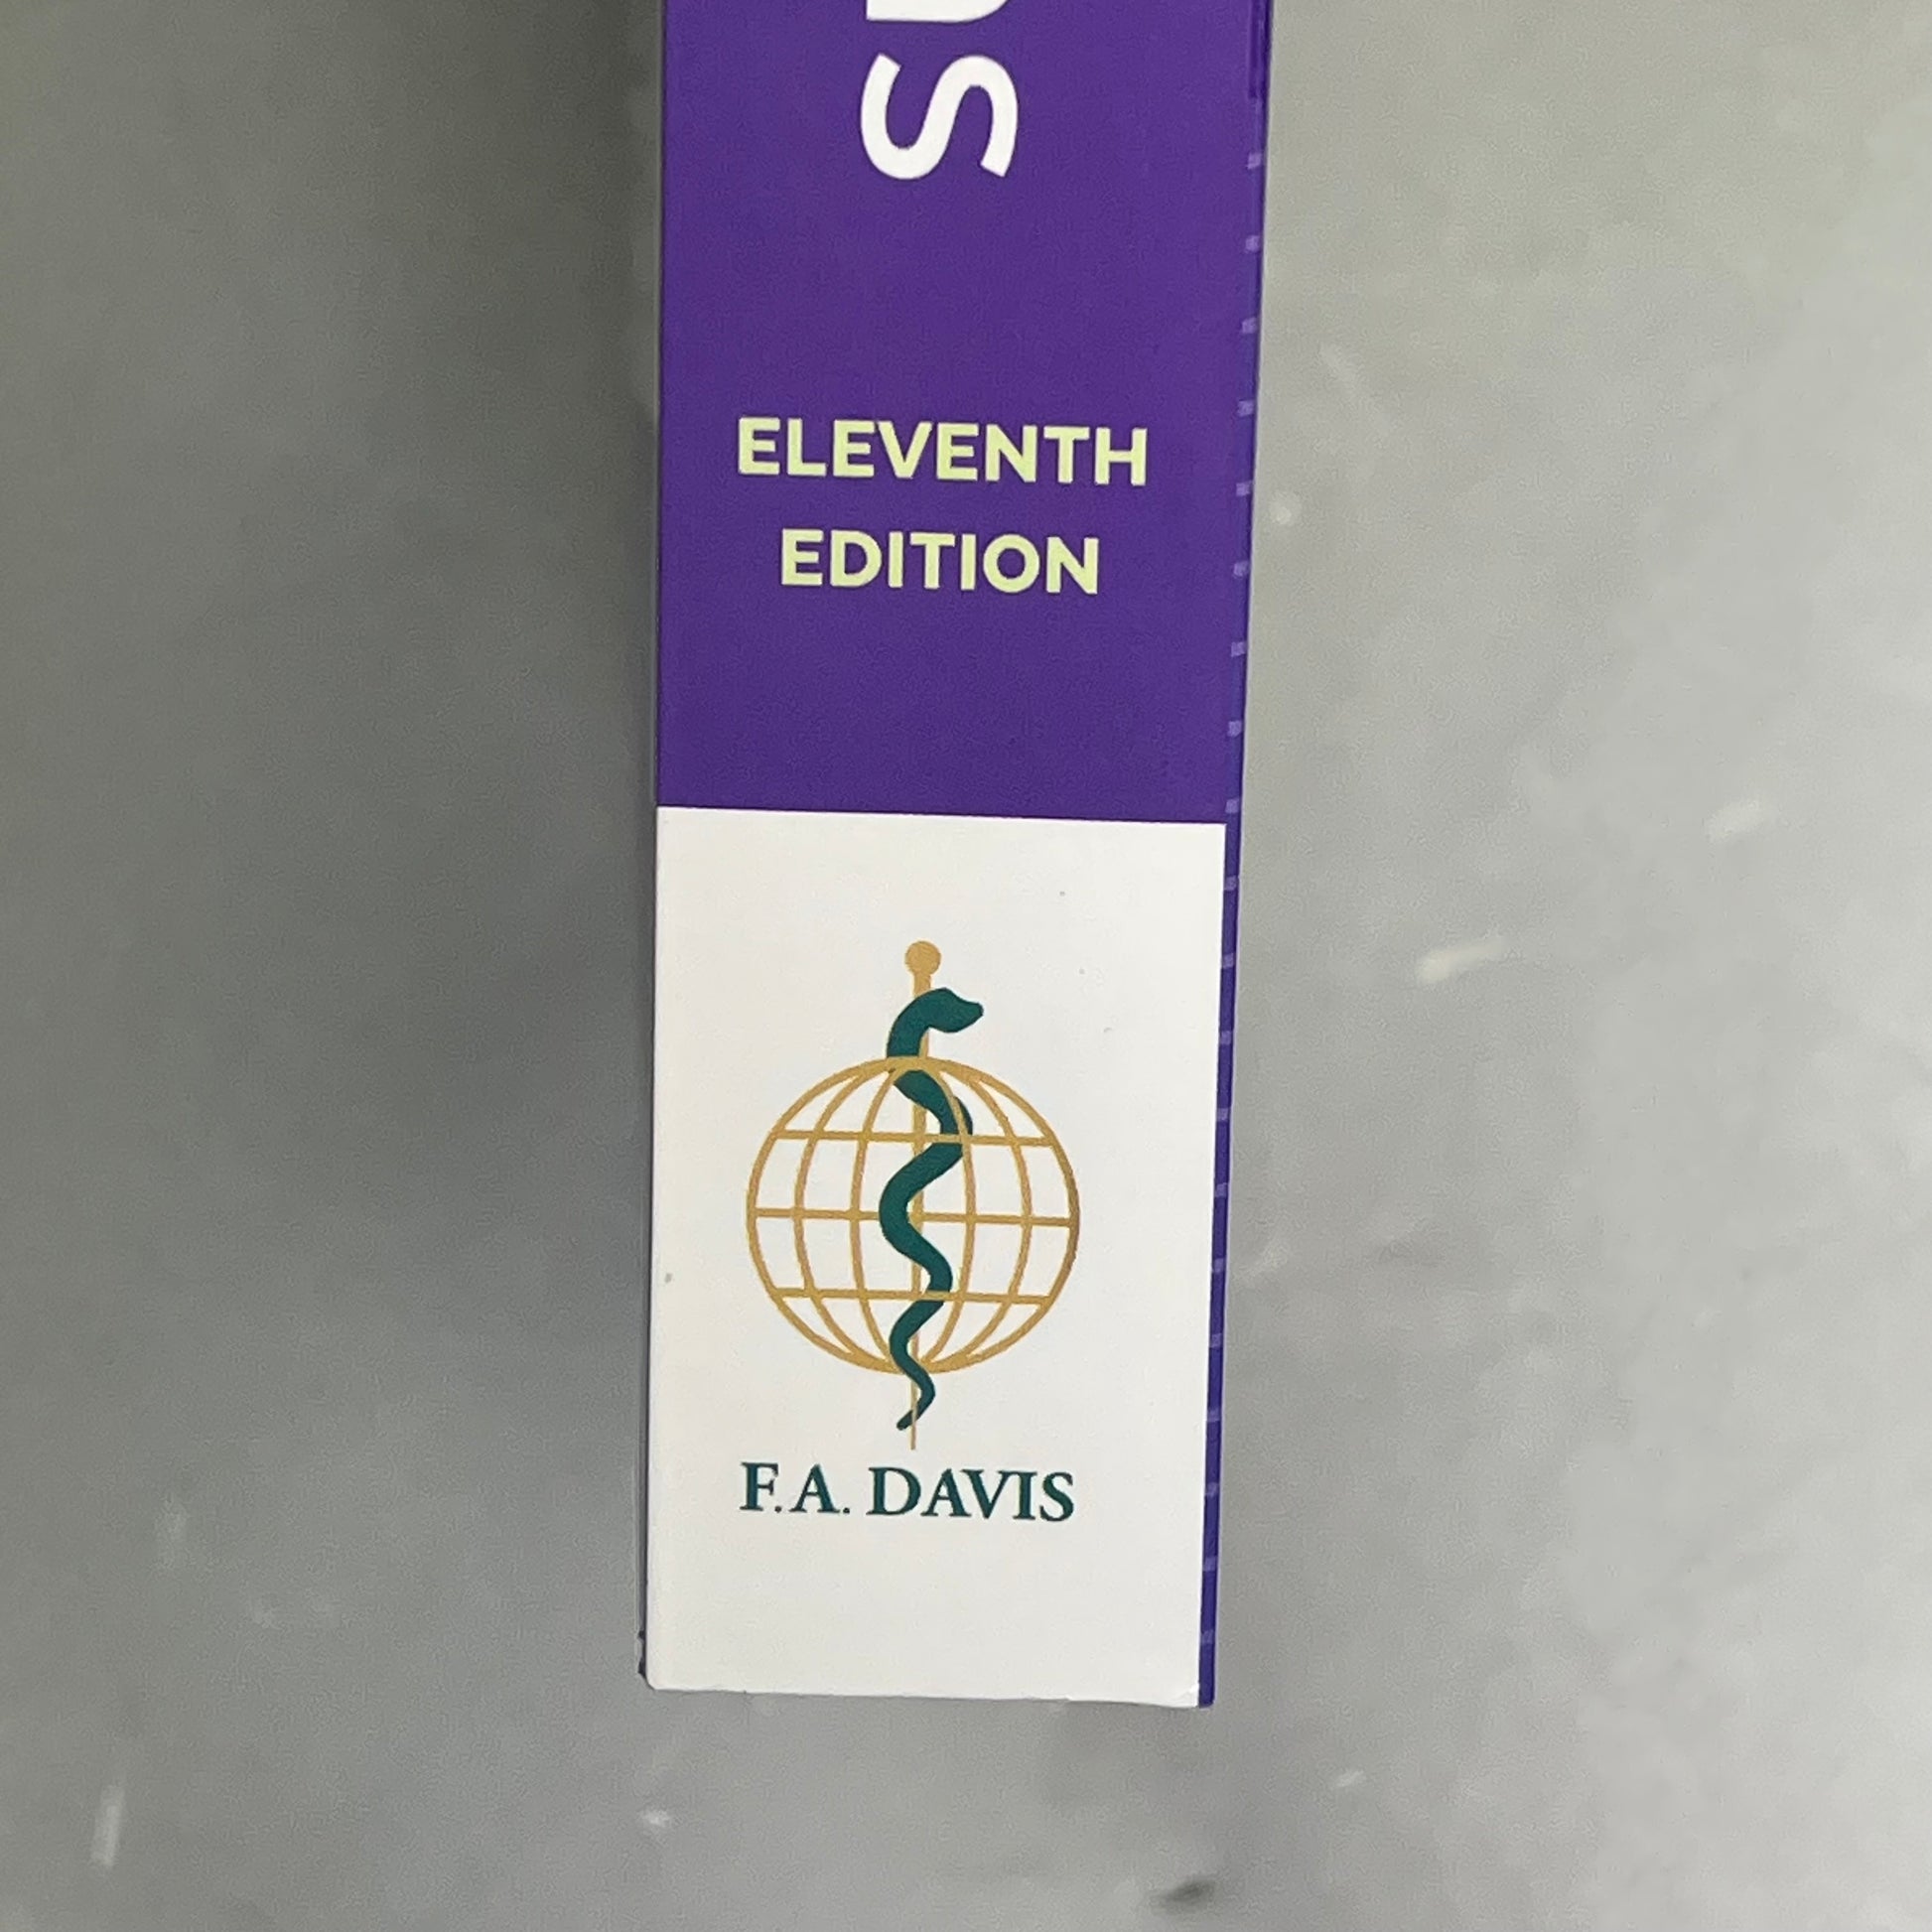 S
ELEVENTH
EDITION
F.A. DAVIS